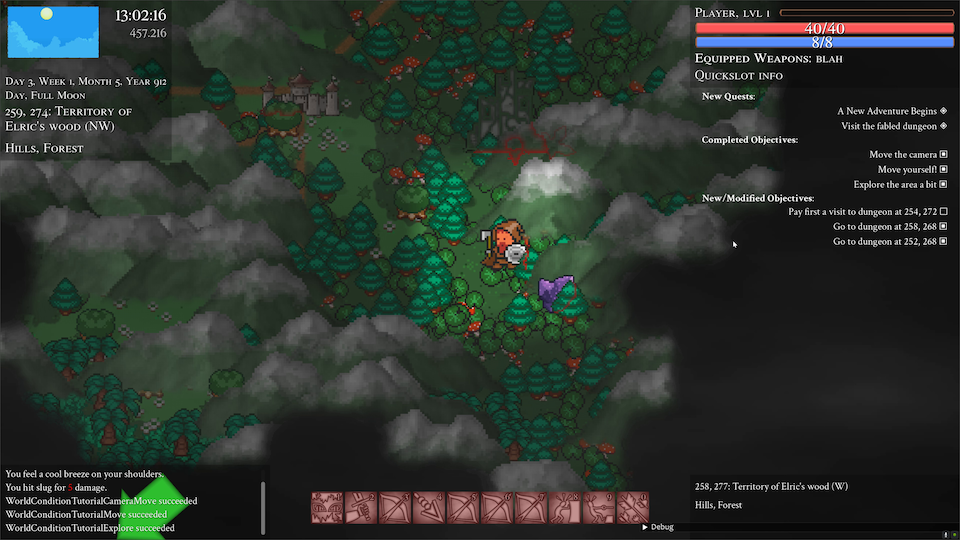 13:02:16
457.216
Day 3, Week 1, Month 5, Year 912
Day, Full Moon
259, 274: Territory of
Elric's wood (NW)
Hills, Forest
Player, lvl 1
40/40
8/8
Equipped Weapons: blah
Quickslot info
New Quests:
A New Adventure Begins
Visit the fabled dungeon
Completed Objectives:
Move the camera
Move yourself!
Explore the area a bit
New/Modified Objectives:
Pay first a visit to dungeon at 254, 272
Go to dungeon at 258, 268
Go to dungeon at 252, 268
You feel a cool breeze on your shoulders.
You hit slug for 5 damage.
WorldConditionTutorialCameraMove succeeded
WorldConditionTutorialMove succeeded
WorldConditionTutorialExplore succeeded
258, 277: Territory of Elric's wood (W)
Hills, Forest
Debug